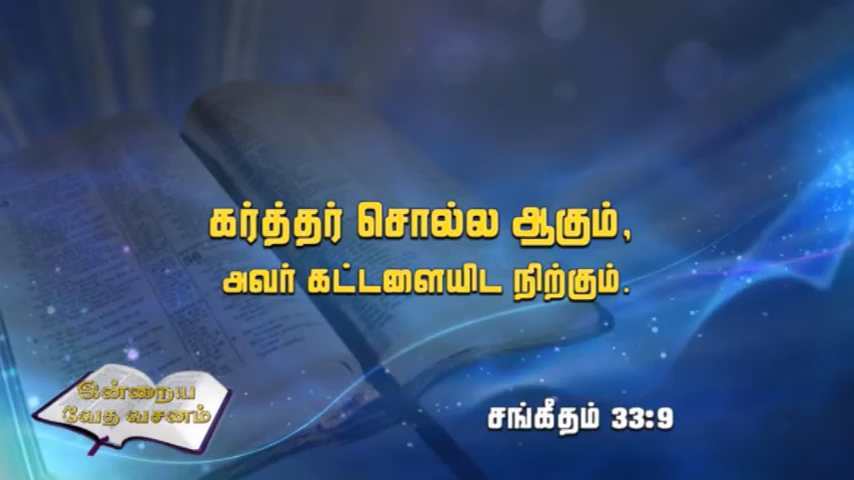 கர்த்தர் சொல்ல ஆகும்,
அவர் கட்டளையிட நிற்கும்.
சங்கீதம் 33:9
இன்றைய
வேத வசனம்